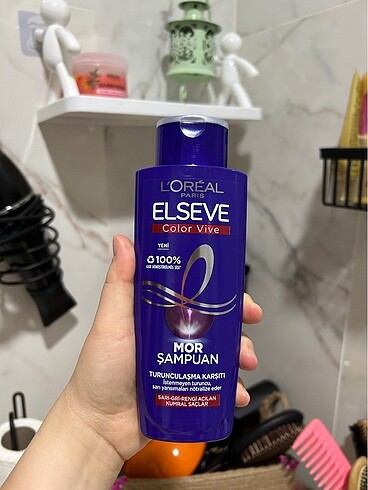 L'ORÉAL
PARIS
ELSEVE
Color Vive
YENİ
100%
MOR
ŞAMPUAN
TURUNCULAŞMA KARŞITI
İstenmeyen turuncu,
sarı yansımaları nötralize eder
SARI-GRİ-RENGİ AÇILAN
KUMRAL SAÇLAR